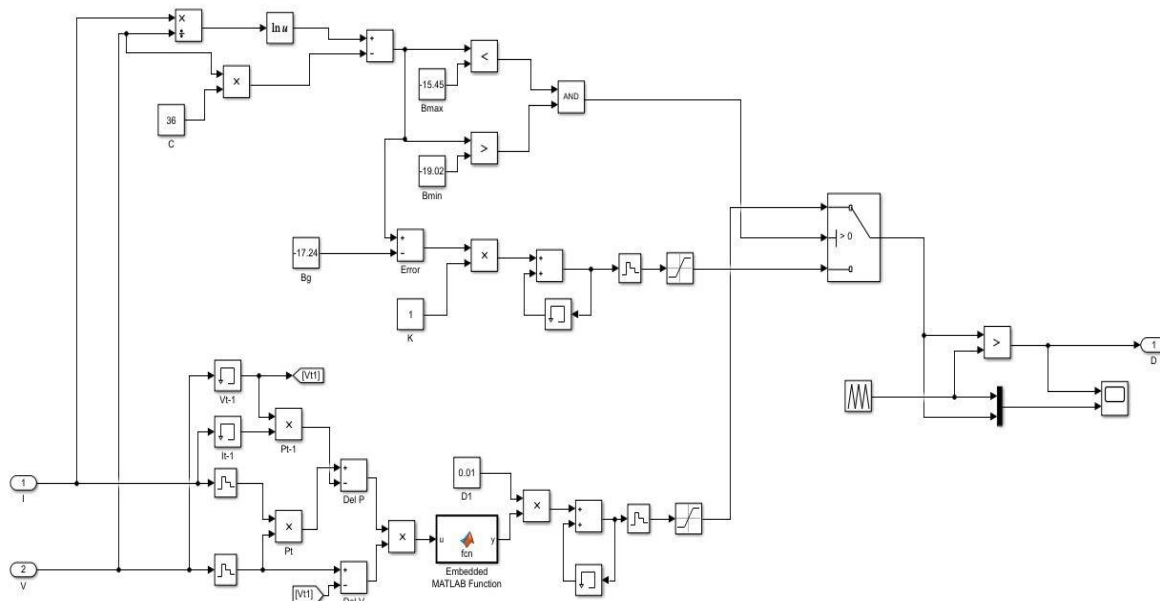 ×
÷
ln u
+
-
×
36
C
<
-15.45
Bmax
AND
>
-19.02
Bmin
> 0
-17.24
Bg
+
-
Error
×
+
+
1
K
>
1
D
Vt-1
[Vt1]
It-1
×
Pt-1
1
I
+
-
Del P
0.01
D1
×
+
+
×
Pt
×
u
fcn
y
Embedded
MATLAB Function
2
V
[Vt1]
+
-
Del V